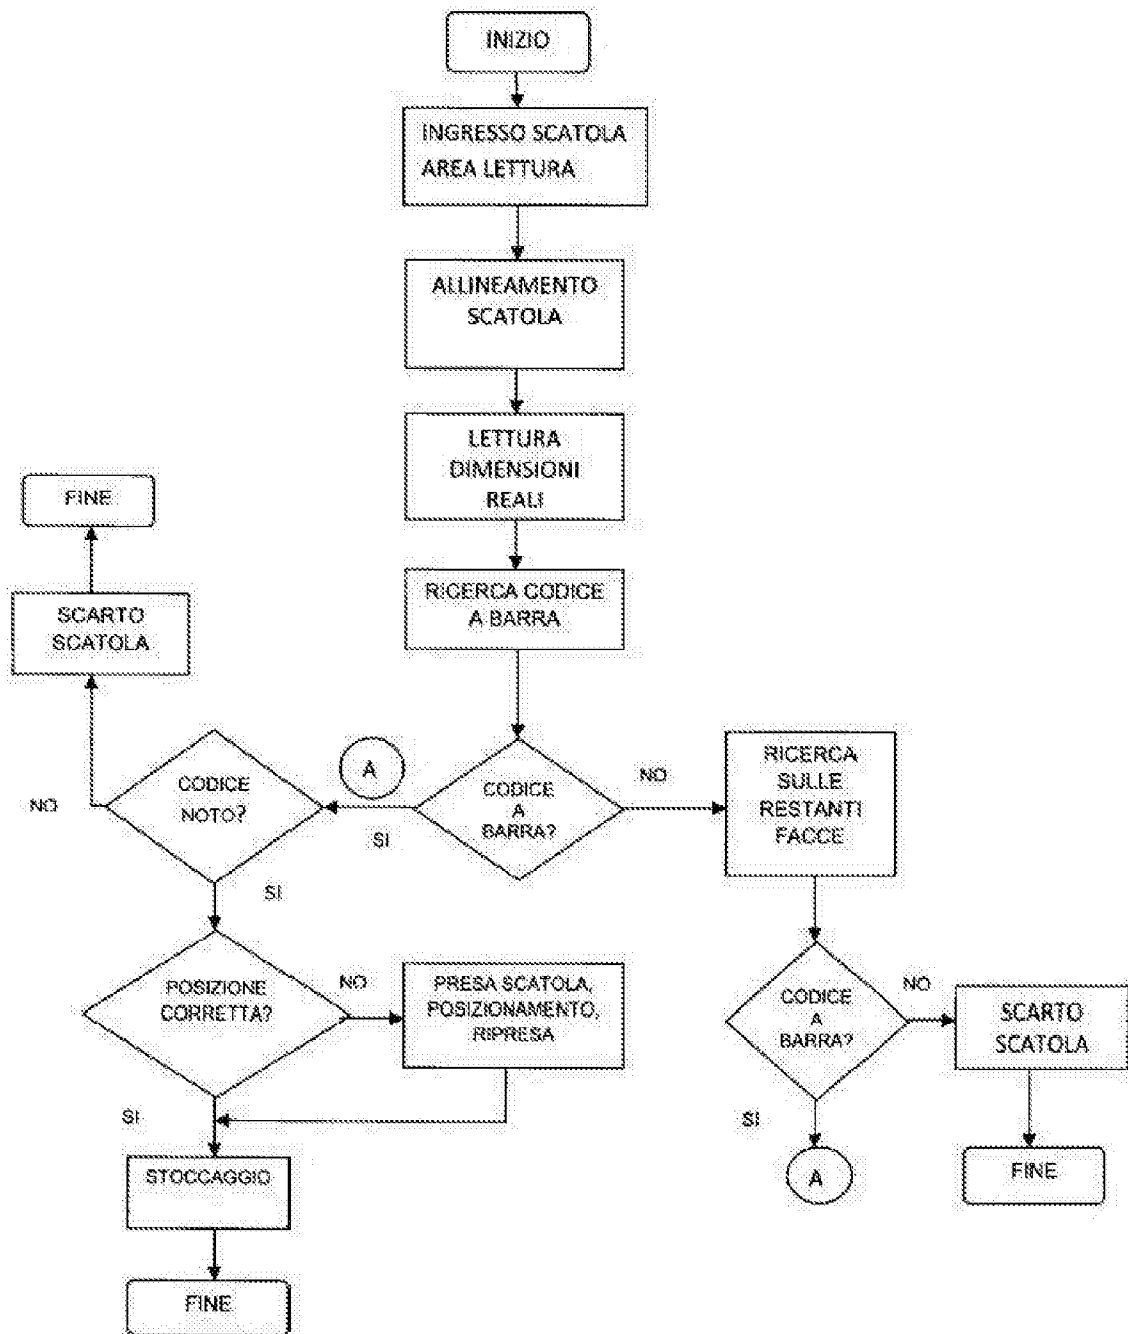 INIZIO
INGRESSO SCATOLA
AREA LETTURA
ALLINEAMENTO
SCATOLA
LETTURA
DIMENSIONI
REALI
RICERCA CODICE
A BARRA
FINE
SCARTO
SCATOLA
NO
CODICE
NOTO?
SI
A
SI
CODICE
A
BARRA?
NO
RICERCA
SULLE
RESTANTI
FACCE
POSIZIONE
CORRETTA?
NO
PRESA SCATOLA,
POSIZIONAMENTO,
RIPRESA
SI
STOCCAGGIO
FINE
CODICE
A
BARRA?
NO
SCARTO
SCATOLA
FINE
SI
A